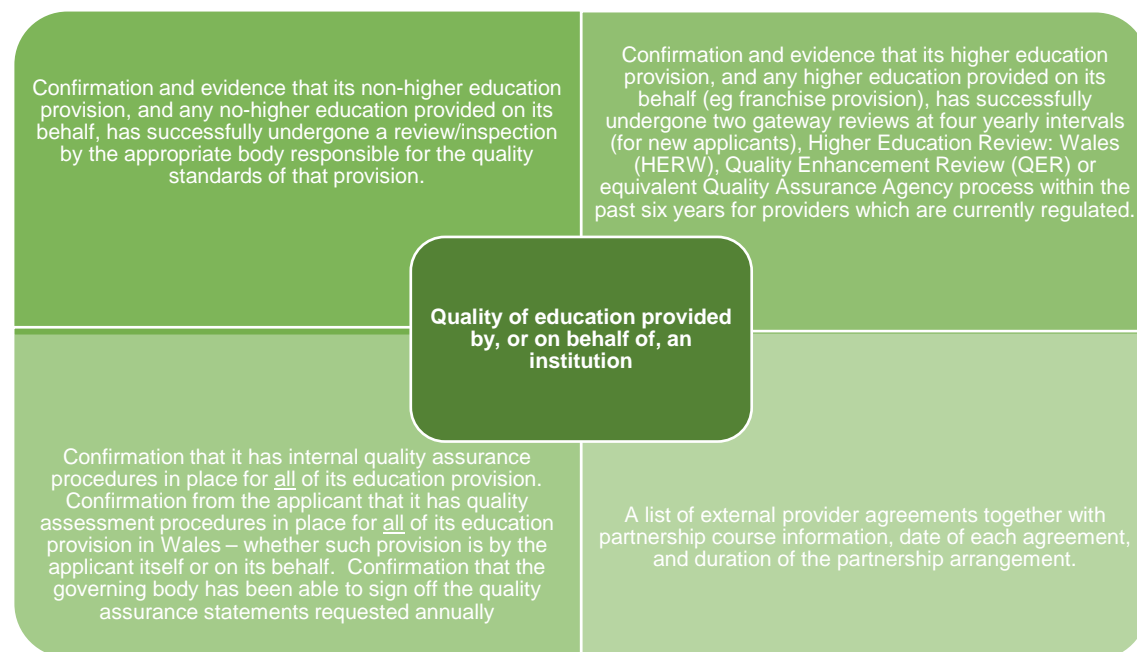 Confirmation and evidence that its non-higher education
provision, and any no-higher education provided on its
behalf, has successfully undergone a review/inspection
by the appropriate body responsible for the quality
standards of that provision.
Confirmation and evidence that its higher education
provision, and any higher education provided on its
behalf (eg franchise provision), has successfully
undergone two gateway reviews at four yearly intervals
(for new applicants), Higher Education Review: Wales
(HERW), Quality Enhancement Review (QER) or
equivalent Quality Assurance Agency process within the
past six years for providers which are currently regulated.
Quality of education provided
by, or on behalf of, an
institution
Confirmation that it has internal quality assurance
procedures in place for all of its education provision.
Confirmation from the applicant that it has quality
assessment procedures in place for all of its education
provision in Wales – whether such provision is by the
applicant itself or on its behalf.  Confirmation that the
governing body has been able to sign off the quality
assurance statements requested annually
A list of external provider agreements together with
partnership course information, date of each agreement,
and duration of the partnership arrangement.